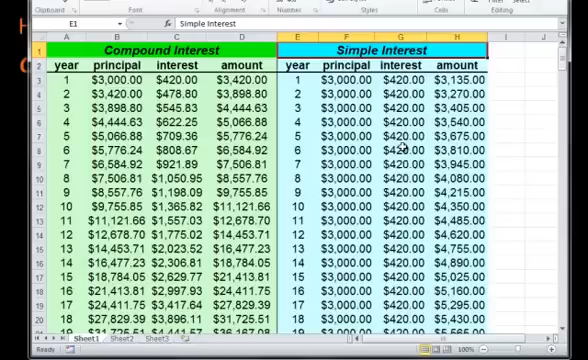 Clipboard Font Alignment Number Styles Cells Editing
E1 fx Simple Interest
A B C D E F G H I J
1 Compound Interest Simple Interest
2 year principal interest amount year principal interest amount
3 1 $3,000.00 $420.00 $3,420.00 1 $3,000.00 $420.00 $3,135.00
4 2 $3,420.00 $478.80 $3,898.80 2 $3,000.00 $420.00 $3,270.00
5 3 $3,898.80 $545.83 $4,444.63 3 $3,000.00 $420.00 $3,405.00
6 4 $4,444.63 $622.25 $5,066.88 4 $3,000.00 $420.00 $3,540.00
7 5 $5,066.88 $709.36 $5,776.24 5 $3,000.00 $420.00 $3,675.00
8 6 $5,776.24 $808.67 $6,584.92 6 $3,000.00 $420.00 $3,810.00
9 7 $6,584.92 $921.89 $7,506.81 7 $3,000.00 $420.00 $3,945.00
10 8 $7,506.81 $1,050.95 $8,557.76 8 $3,000.00 $420.00 $4,080.00
11 9 $8,557.76 $1,198.09 $9,755.85 9 $3,000.00 $420.00 $4,215.00
12 10 $9,755.85 $1,365.82 $11,121.66 10 $3,000.00 $420.00 $4,350.00
13 11 $11,121.66 $1,557.03 $12,678.70 11 $3,000.00 $420.00 $4,485.00
14 12 $12,678.70 $1,775.02 $14,453.71 12 $3,000.00 $420.00 $4,620.00
15 13 $14,453.71 $2,023.52 $16,477.23 13 $3,000.00 $420.00 $4,755.00
16 14 $16,477.23 $2,306.81 $18,784.05 14 $3,000.00 $420.00 $4,890.00
17 15 $18,784.05 $2,629.77 $21,413.81 15 $3,000.00 $420.00 $5,025.00
18 16 $21,413.81 $2,997.93 $24,411.75 16 $3,000.00 $420.00 $5,160.00
19 17 $24,411.75 $3,417.64 $27,829.39 17 $3,000.00 $420.00 $5,295.00
20 18 $27,829.39 $3,896.11 $31,725.51 18 $3,000.00 $420.00 $5,430.00
19 $31,725.51 $4,441.57 $36,167.08 19 $3,000.00 $420.00 $5,565.00
Sheet1 Sheet2 Sheet3
Ready 100%